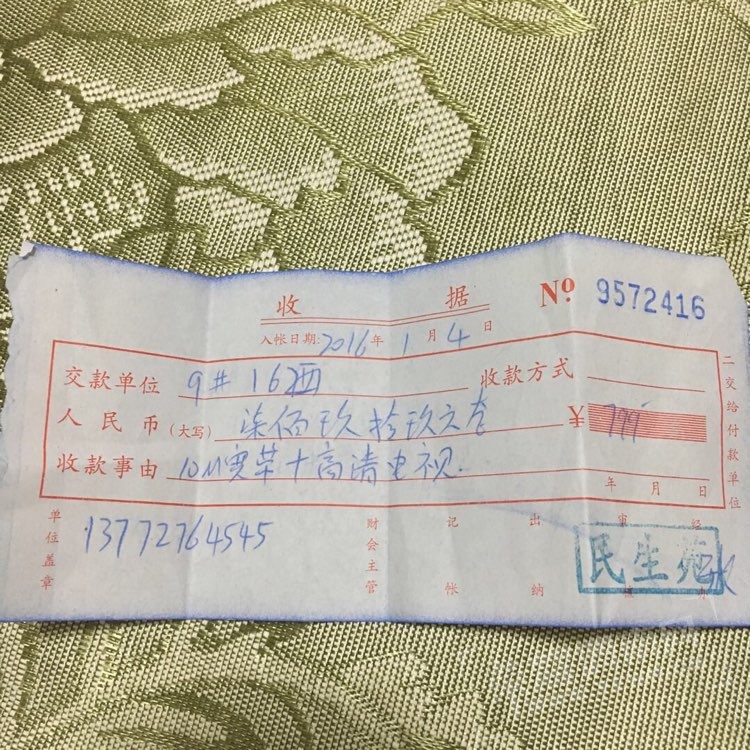 收 据 Nº 9572416
入帐日期:2016年 1月 4日
交款单位 9# 16西 收款方式
人民币(大写) 柒佰玖拾玖元整 ¥ 799
收款事由 10M宽带+高清电视.
年 月 日
二交给付款单位
单位盖章
13772764545
财会主管
记 帐
出 纳
审
经
民生苑